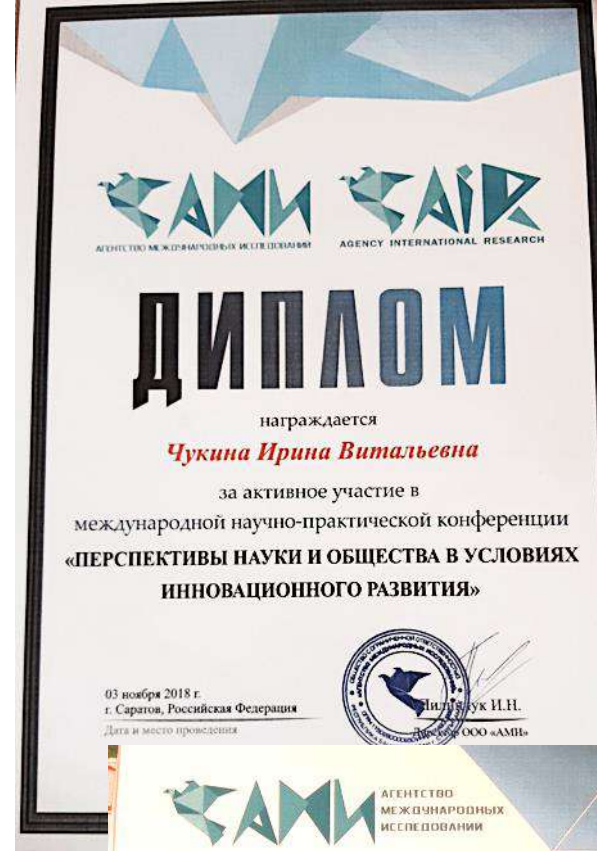 АМИ
АГЕНТСТВО МЕЖДУНАРОДНЫХ ИССЛЕДОВАНИЙ
AiR
AGENCY INTERNATIONAL RESEARCH
ДИПЛОМ
награждается
Чукина Ирина Витальевна
за активное участие в
международной научно-практической конференции
«ПЕРСПЕКТИВЫ НАУКИ И ОБЩЕСТВА В УСЛОВИЯХ
ИННОВАЦИОННОГО РАЗВИТИЯ»
03 ноября 2018 г.
г. Саратов, Российская Федерация
Дата и место проведения
И.Н.
Директор ООО «АМИ»
АМИ
АГЕНТСТВО
МЕЖДУНАРОДНЫХ
ИССЛЕДОВАНИЙ